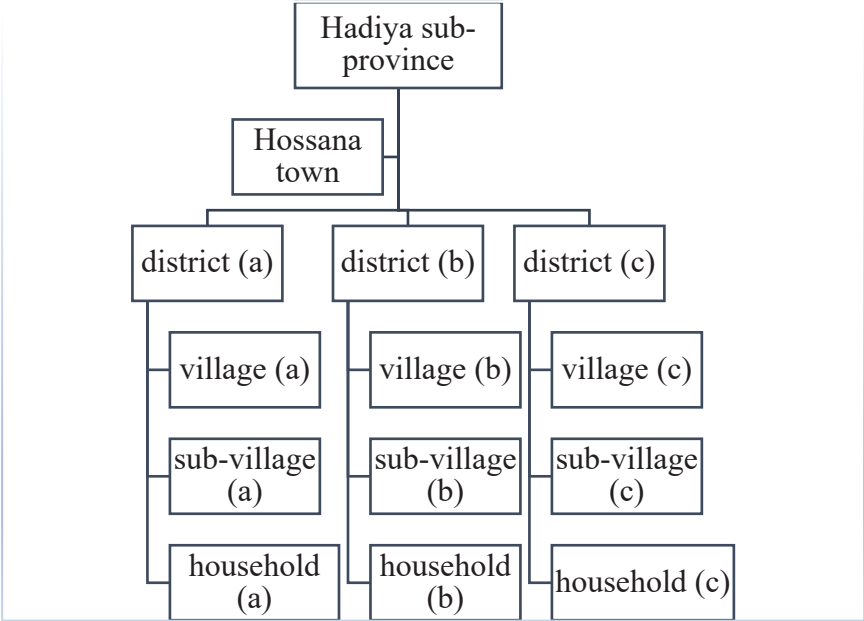 Hadiya sub-
province
Hossana
town
district (a)
district (b)
district (c)
village (a)
village (b)
village (c)
sub-village
(a)
sub-village
(b)
sub-village
(c)
household
(a)
household
(b)
household (c)